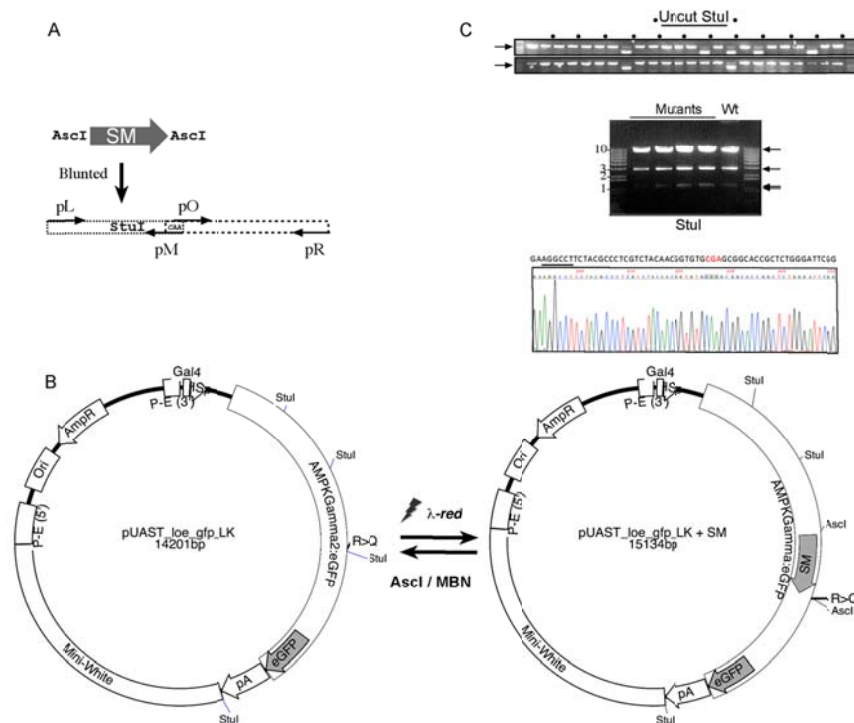 A
AscI SM AscI
Blunted
pL pO
StuI CAA
pM pR
C
Uncut StuI
Mutants Wt
10
3
2
1
StuI
GAAGGCCTTCTACGCCCTCGTCTACAACGGTGTGCGAGCGGCACCGCTCTGGGATTCGG
B
Gal4
P-E (3')
StuI
StuI
AmpR
Ori
P-E (5')
AMPKGamma2:eGFP
pUAST_loe_gfp_LK
14201bp
R>Q
StuI
eGFP
pA
Mini-White
StuI
λ-red
AscI / MBN
Gal4
P-E (3')
StuI
StuI
AmpR
Ori
P-E (5')
AMPKGamma:eGFP
AscI
pUAST_loe_gfp_LK + SM
15134bp
SM
R>Q
AscI
eGFP
pA
Mini-White
StuI